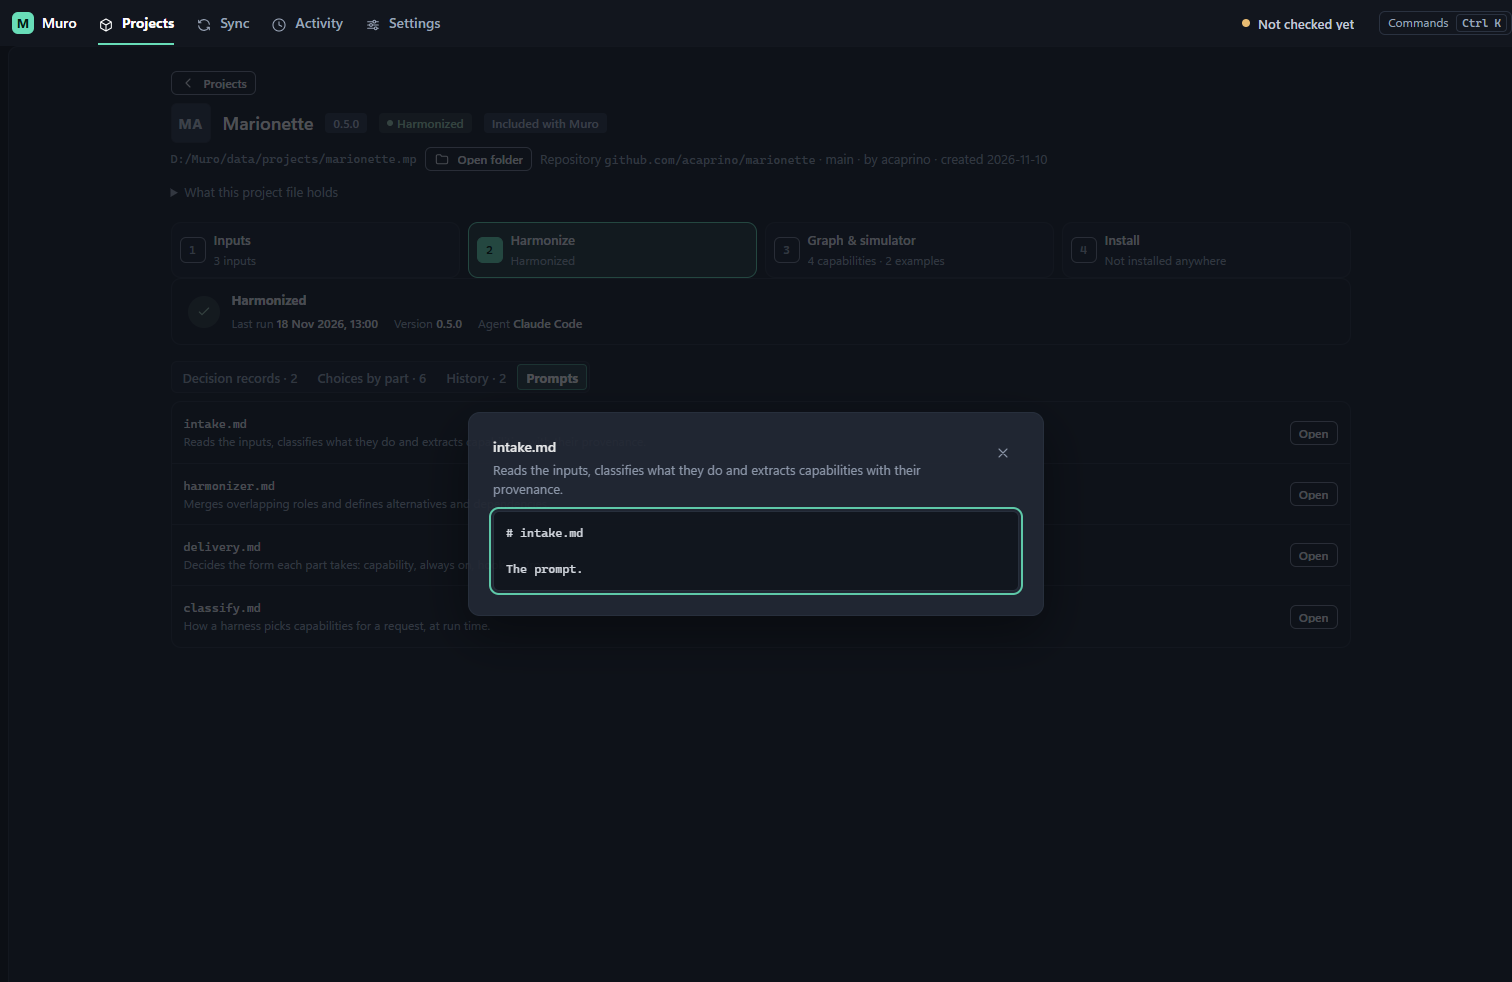 M Muro Projects Sync Activity Settings Not checked yet Commands Ctrl K
Projects
MA Marionette 0.5.0 Harmonized Included with Muro
D:/Muro/data/projects/marionette.mp Open folder Repository github.com/acaprino/marionette · main · by acaprino · created 2026-11-10
What this project file holds
1 Inputs
3 inputs
2 Harmonize
Harmonized
3 Graph & simulator
4 capabilities · 2 examples
4 Install
Not installed anywhere
Harmonized
Last run 18 Nov 2026, 13:00 Version 0.5.0 Agent Claude Code
Decision records · 2 Choices by part · 6 History · 2 Prompts
intake.md
Reads the inputs, classifies what they do and extracts
Open
harmonizer.md
Merges overlapping roles and defines alternatives and
Open
delivery.md
Decides the form each part takes: capability, always
Open
classify.md
How a harness picks capabilities for a request, at run time.
Open
intake.md
Reads the inputs, classifies what they do and extracts capabilities with their
provenance.
# intake.md
The prompt.